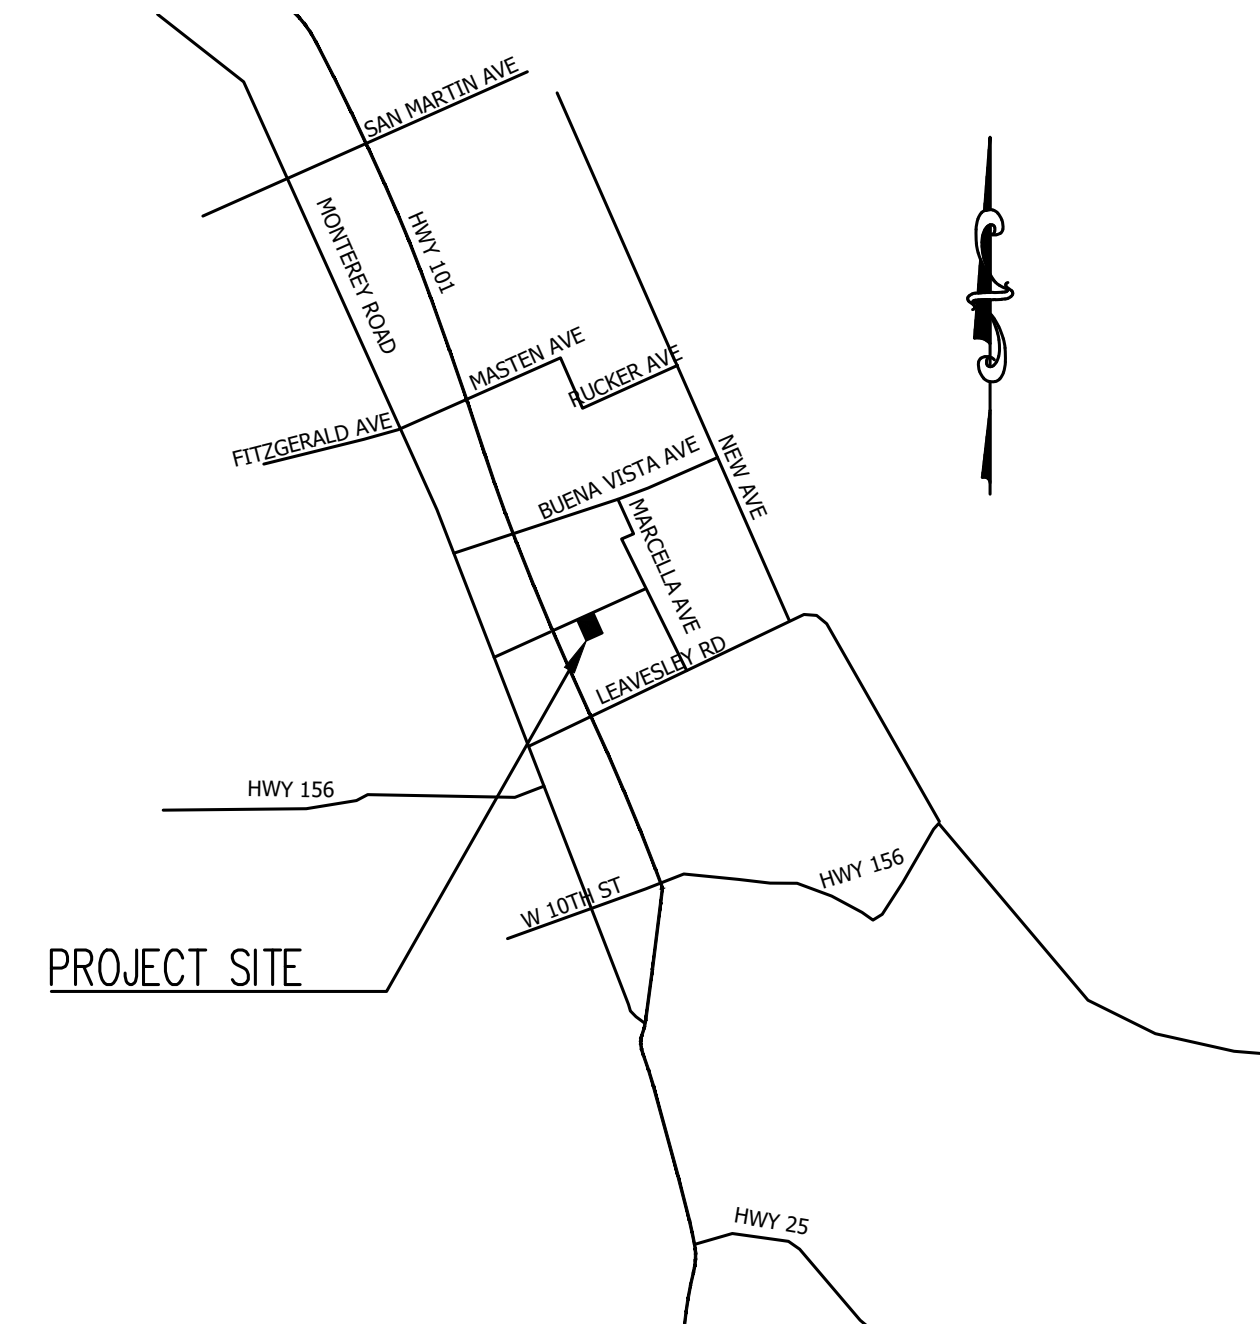 SAN MARTIN AVE
MONTEREY ROAD
HWY 101
MASTEN AVE
RUCKER AVE
FITZGERALD AVE
BUENA VISTA AVE
NEW AVE
MARCELLA AVE
LEAVESLEY RD
HWY 156
HWY 156
W 10TH ST
PROJECT SITE
HWY 25